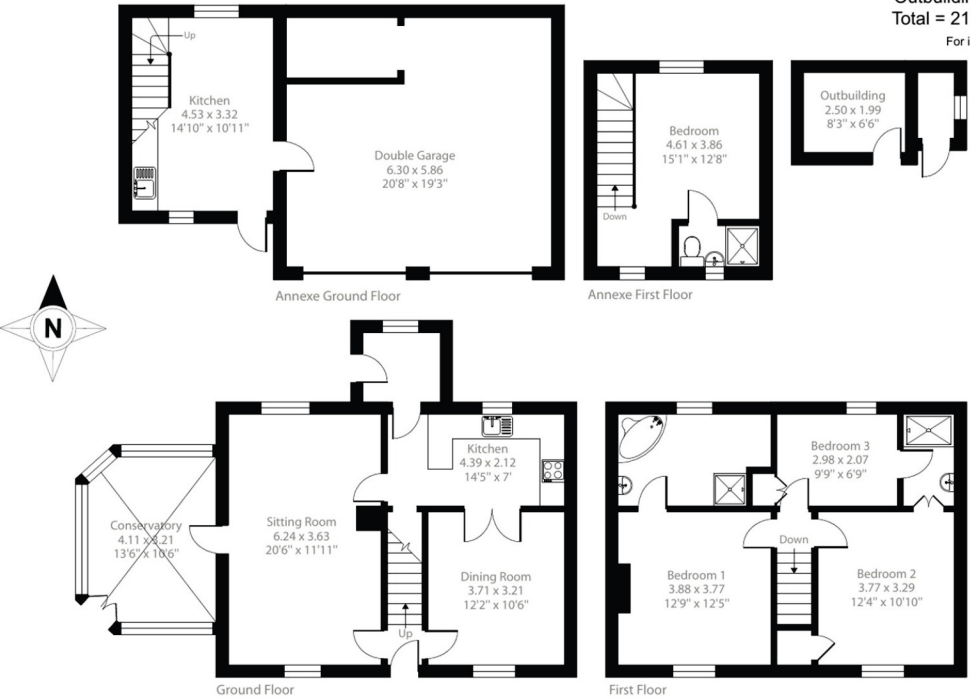 Outbuildi
Total = 21
For i
Up
Kitchen
4.53 x 3.32
14'10" x 10'11"
Double Garage
6.30 x 5.86
20'8" x 19'3"
Annexe Ground Floor
Bedroom
4.61 x 3.86
15'1" x 12'8"
Down
Annexe First Floor
Outbuilding
2.50 x 1.99
8'3" x 6'6"
N
Conservatory
4.11 x 3.21
13'6" x 10'6"
Sitting Room
6.24 x 3.63
20'6" x 11'11"
Kitchen
4.39 x 2.12
14'5" x 7'
Dining Room
3.71 x 3.21
12'2" x 10'6"
Up
Ground Floor
Bedroom 3
2.98 x 2.07
9'9" x 6'9"
Down
Bedroom 1
3.88 x 3.77
12'9" x 12'5"
Bedroom 2
3.77 x 3.29
12'4" x 10'10"
First Floor